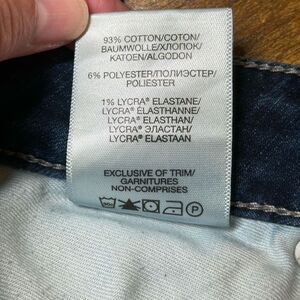 93% COTTON/COTON/
BAUMWOLLE/ХЛОПОК/
KATOEN/ALGODON
6% POLYESTER/ПОЛИЭСТЕР/
POLIESTER
1% LYCRA® ELASTANE/
LYCRA® ÉLASTHANNE/
LYCRA® ELASTHAN/
LYCRA® ЭЛАСТАН/
LYCRA® ELASTAAN
EXCLUSIVE OF TRIM/
GARNITURES
NON-COMPRISES
P